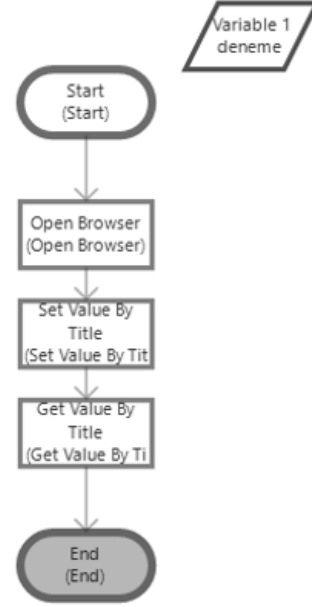 Variable 1
deneme
Start
(Start)
Open Browser
(Open Browser)
Set Value By
Title
(Set Value By Tit
Get Value By
Title
(Get Value By Ti
End
(End)